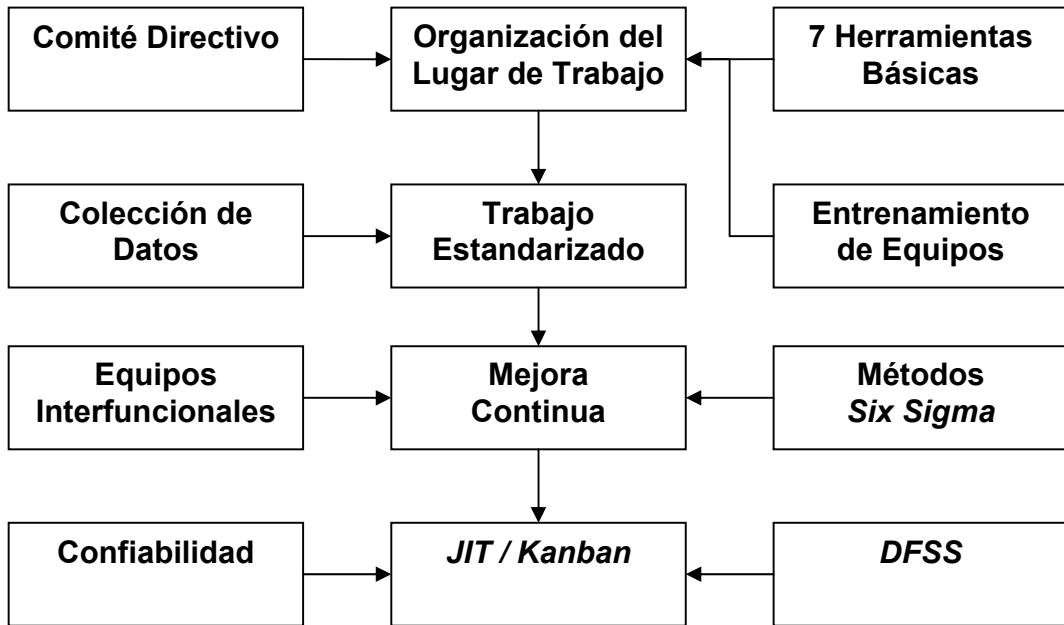 Comité Directivo
Organización del
Lugar de Trabajo
7 Herramientas
Básicas
Colección de
Datos
Trabajo
Estandarizado
Entrenamiento
de Equipos
Equipos
Interfuncionales
Mejora
Continua
Métodos
Six Sigma
Confiabilidad
JIT / Kanban
DFSS